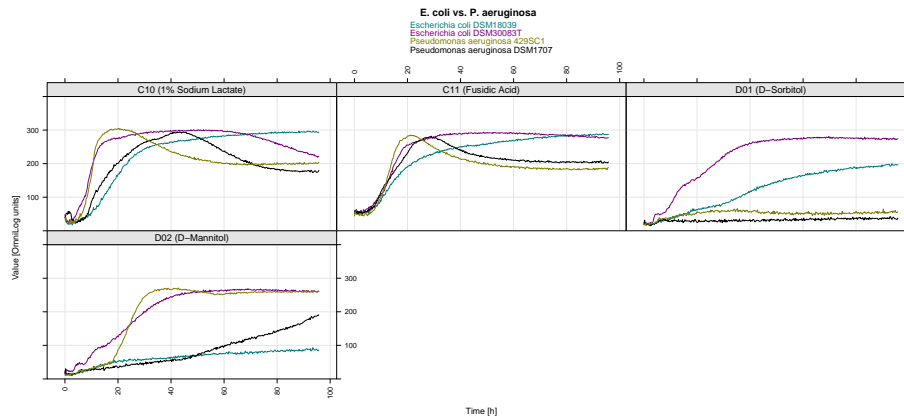 E. coli vs. P. aeruginosa
Escherichia coli DSM18039
Escherichia coli DSM30083T
Pseudomonas aeruginosa 429SC1
Pseudomonas aeruginosa DSM1707
0 20 40 60 80 100
C10 (1% Sodium Lactate)
C11 (Fusidic Acid)
D01 (D−Sorbitol)
300
200
100
D02 (D−Mannitol)
300
200
100
0 20 40 60 80 100
Value [OmniLog units]
Time [h]